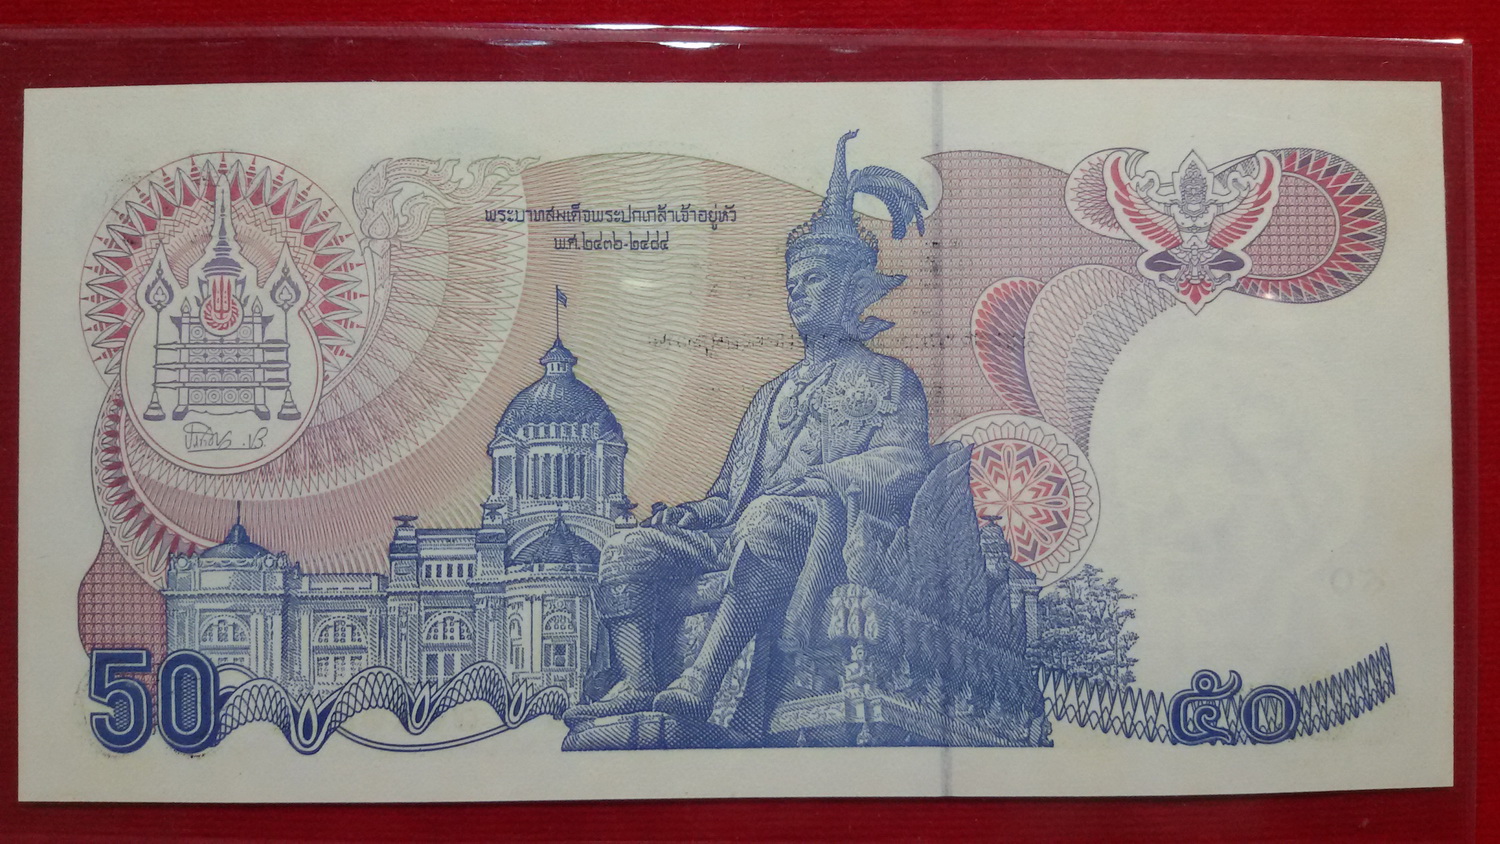 พระบาทสมเด็จพระปกเกล้าเจ้าอยู่หัว
พ.ศ.๒๔๓๖-๒๔๘๔
50
๕๐